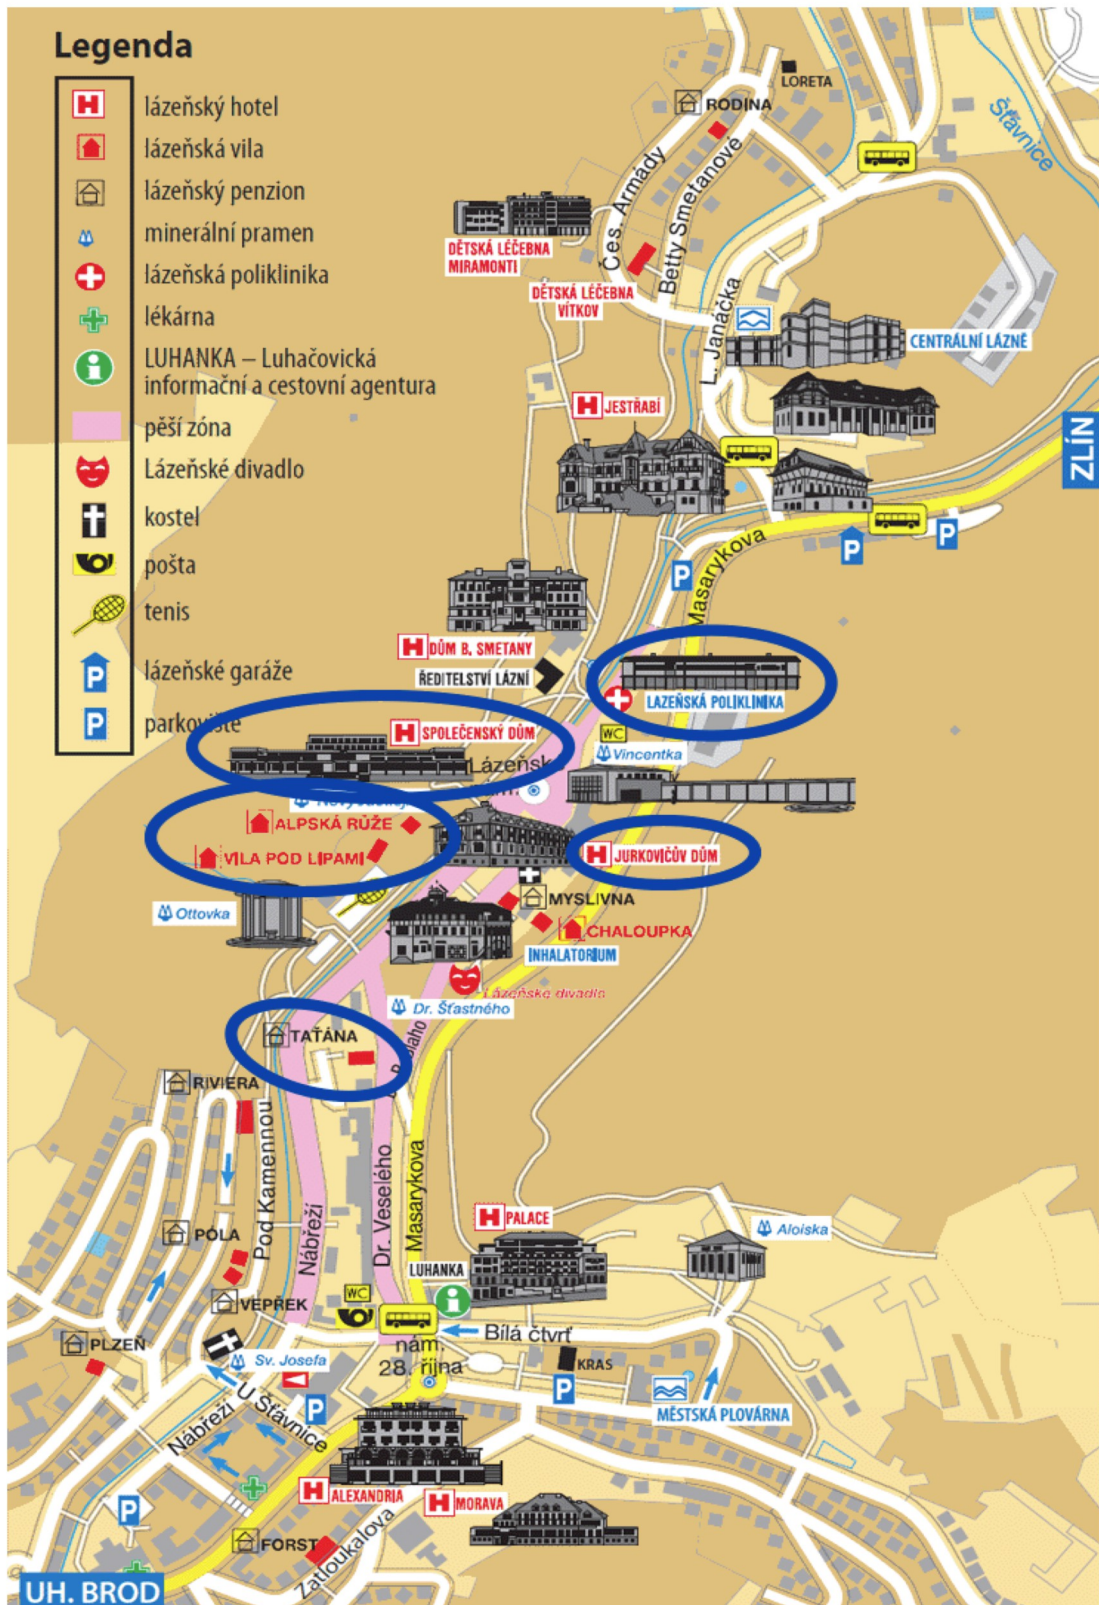 Legenda
lázeňský hotel
lázeňská vila
lázeňský penzion
minerální pramen
lázeňská poliklinika
lékárna
LUHANKA – Luhačovická
informační a cestovní agentura
pěší zóna
Lázeňské divadlo
kostel
pošta
tenis
lázeňské garáže
parkoviště
LORETA
RODINA
Šťávnice
Čes. Armády
Betty Smetanové
DĚTSKÁ LÉČEBNA
MIRAMONTI
DĚTSKÁ LÉČEBNA
VÍTKOV
L. Janáčka
CENTRÁLNÍ LÁZNĚ
H JESTŘABÍ
ZLÍN
Masarykova
P
P
P
H DŮM B. SMETANY
ŘEDITELSTVÍ LÁZNÍ
LAZEŇSKÁ POLIKLINIKA
H SPOLEČENSKÝ DŮM
WC
Vincentka
Lázeňské
nám.
ALPSKÁ RŮŽE
VILA POD LIPAMI
H JURKOVIČŮV DŮM
MYSLIVNA
Ottovka
CHALOUPKA
INHALATORIUM
Lázeňské divadlo
Dr. Šťastného
TAŤÁNA
RIVIERA
Pod Kamennou
Nábřeží
Dr. Veselého
Masarykova
H PALACE
Aloiska
POLA
LUHANKA
WC
VEPŘEK
Bílá čtvrť
PLZEŇ
nám.
28. října
KRAS
Sv. Josefa
P
P
MĚSTSKÁ PLOVÁRNA
U Šťávnice
Nábřeží
H ALEXANDRIA
H MORAVA
P
FORST
Zatloukalova
UH. BROD